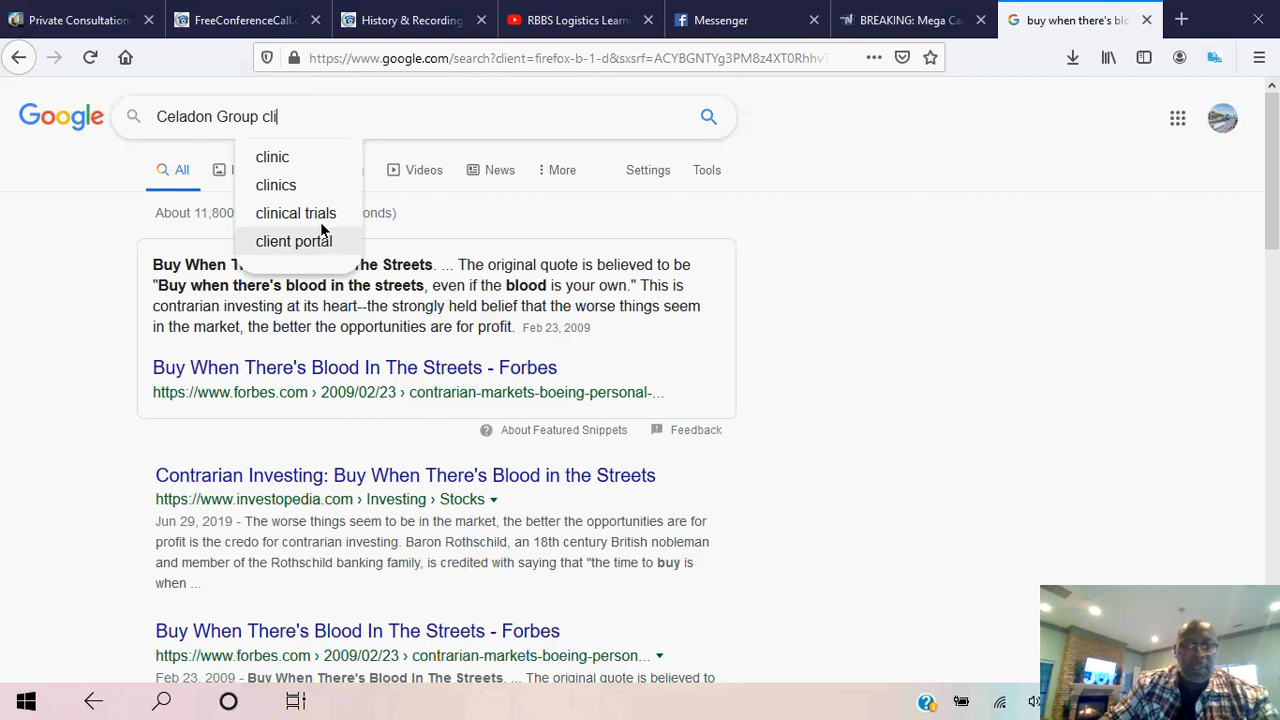 Private Consultation
FreeConferenceCall.
History & Recording
RBBS Logistics Learn
Messenger
BREAKING: Mega Ca
buy when there's blo
https://www.google.com/search?client=firefox-b-1-d&sxsrf=ACYBGNTYg3PM8z4XT0RhhvT
Google
Celadon Group cli
clinic
clinics
clinical trials
client portal
All
Videos
News
More
Settings
Tools
About 11,800
onds)
Buy When T
he Streets. ... The original quote is believed to be
"Buy when there's blood in the streets, even if the blood is your own." This is
contrarian investing at its heart--the strongly held belief that the worse things seem
in the market, the better the opportunities are for profit. Feb 23, 2009
Buy When There's Blood In The Streets - Forbes
https://www.forbes.com › 2009/02/23 › contrarian-markets-boeing-personal-...
About Featured Snippets
Feedback
Contrarian Investing: Buy When There's Blood in the Streets
https://www.investopedia.com › Investing › Stocks
Jun 29, 2019 - The worse things seem to be in the market, the better the opportunities are for
profit is the credo for contrarian investing. Baron Rothschild, an 18th century British nobleman
and member of the Rothschild banking family, is credited with saying that "the time to buy is
when ...
Buy When There's Blood In The Streets - Forbes
https://www.forbes.com › 2009/02/23 › contrarian-markets-boeing-person...
Feb 23, 2009 - Buy When There's Blood In The Streets. ... The original quote is believed to